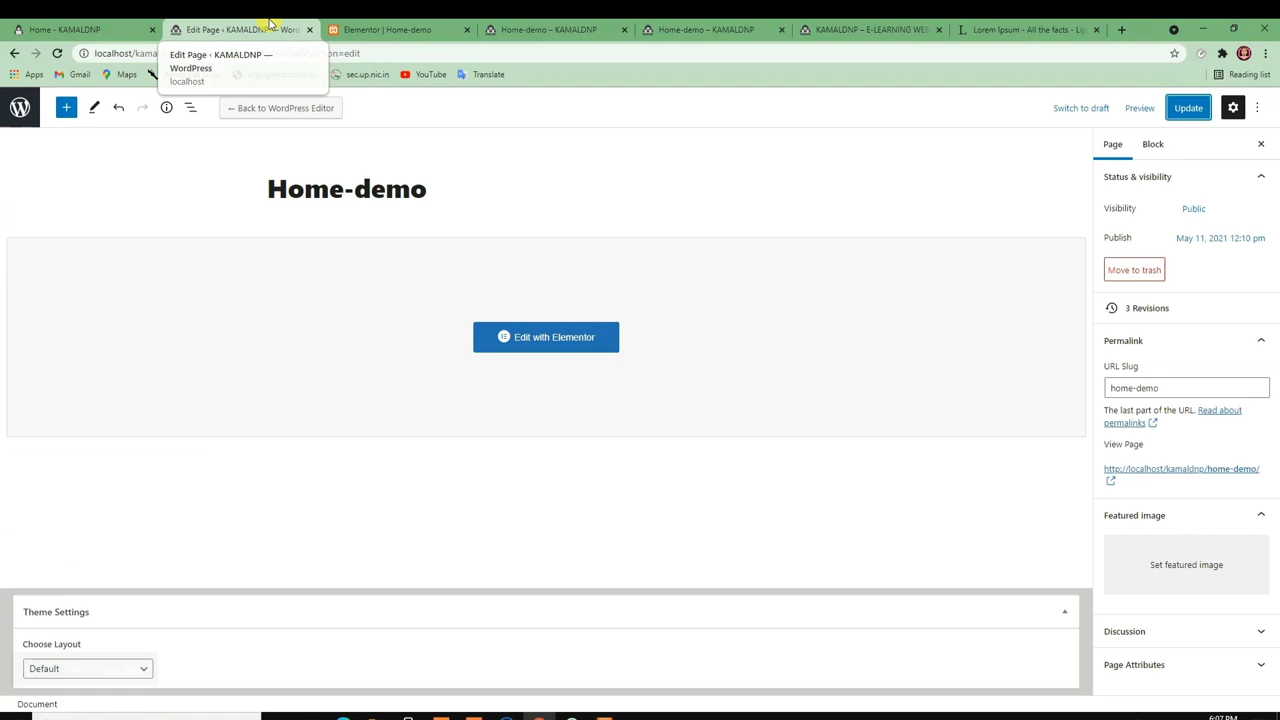 Home - KAMALDNP
Edit Page ‹ KAMALDNP — Word
Elementor | Home-demo
Home-demo – KAMALDNP
Home-demo – KAMALDNP
KAMALDNP – E-LEARNING WEB
Lorem Ipsum - All the facts - Lip
localhost/kama
=edit
Edit Page ‹ KAMALDNP —
WordPress
localhost
Apps
Gmail
Maps
sec.up.nic.in
YouTube
Translate
Reading list
← Back to WordPress Editor
Switch to draft
Preview
Update
Home-demo
Edit with Elementor
Page
Block
Status & visibility
Visibility
Public
Publish
May 11, 2021 12:10 pm
Move to trash
3 Revisions
Permalink
URL Slug
home-demo
The last part of the URL. Read about
permalinks
View Page
http://localhost/kamaldnp/home-demo/
Featured image
Set featured image
Discussion
Page Attributes
Theme Settings
Choose Layout
Default
Document
6:07 PM